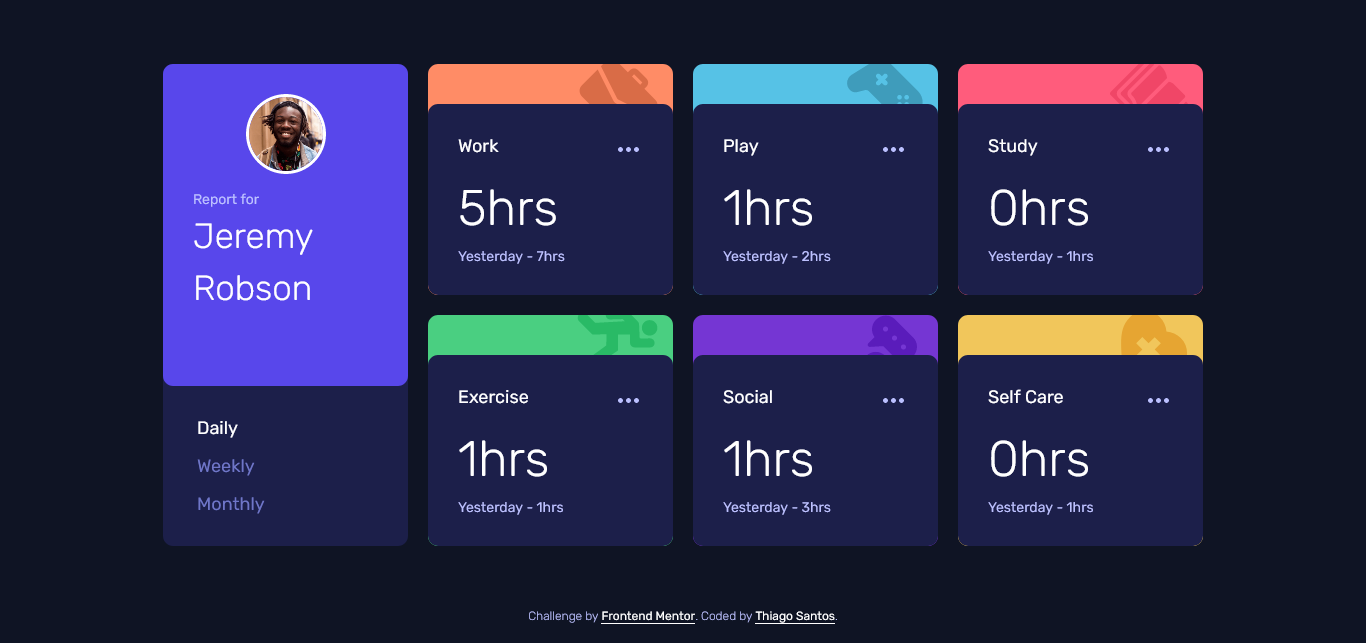 Report for
Jeremy
Robson
Daily
Weekly
Monthly
Work
5hrs
Yesterday - 7hrs
Play
1hrs
Yesterday - 2hrs
Study
0hrs
Yesterday - 1hrs
Exercise
1hrs
Yesterday - 1hrs
Social
1hrs
Yesterday - 3hrs
Self Care
0hrs
Yesterday - 1hrs
Challenge by Frontend Mentor. Coded by Thiago Santos.